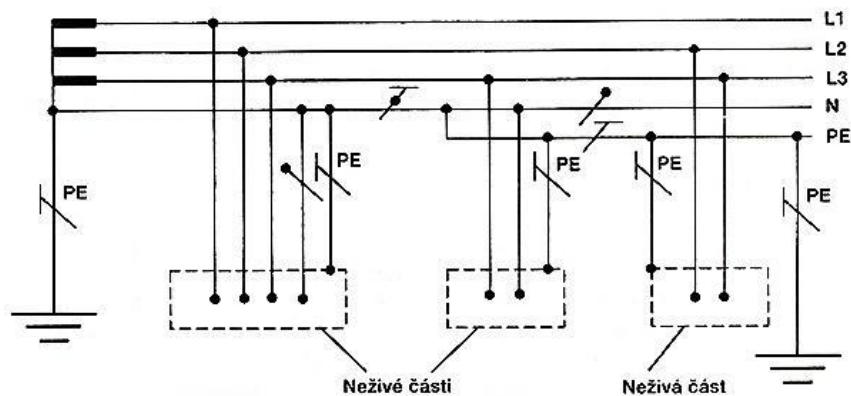 L1
L2
L3
N
PE
PE
PE
PE
PE
PE
Neživé části
Neživá část